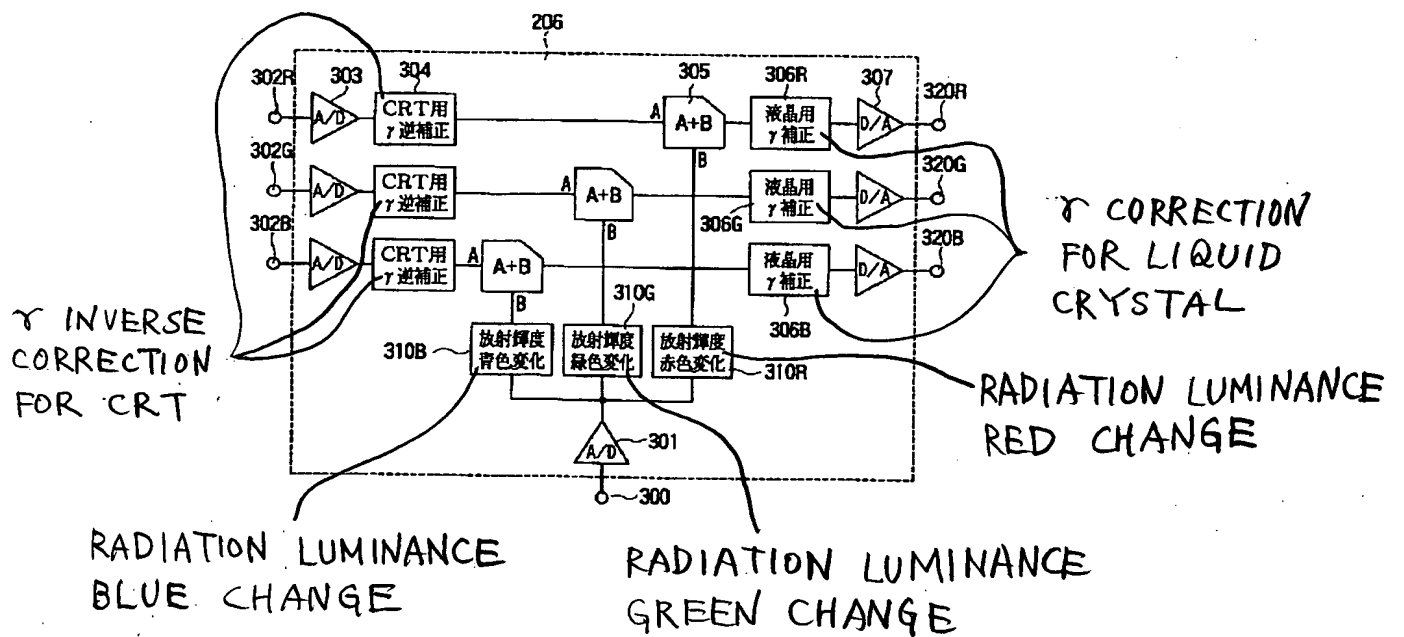 206
302R
303
304
305
306R
307
320R
A/D
CRT用
γ逆補正
A
A+B
B
液晶用
γ補正
D/A
302G
A/D
CRT用
γ逆補正
A
A+B
B
306G
液晶用
γ補正
D/A
320G
302B
A/D
CRT用
γ逆補正
A
A+B
B
液晶用
γ補正
306B
D/A
320B
γ CORRECTION
FOR LIQUID
CRYSTAL
γ INVERSE
CORRECTION
FOR CRT
310B
放射輝度
青色変化
310G
放射輝度
緑色変化
放射輝度
赤色変化
310R
RADIATION LUMINANCE
RED CHANGE
A/D
301
300
RADIATION LUMINANCE
BLUE CHANGE
RADIATION LUMINANCE
GREEN CHANGE